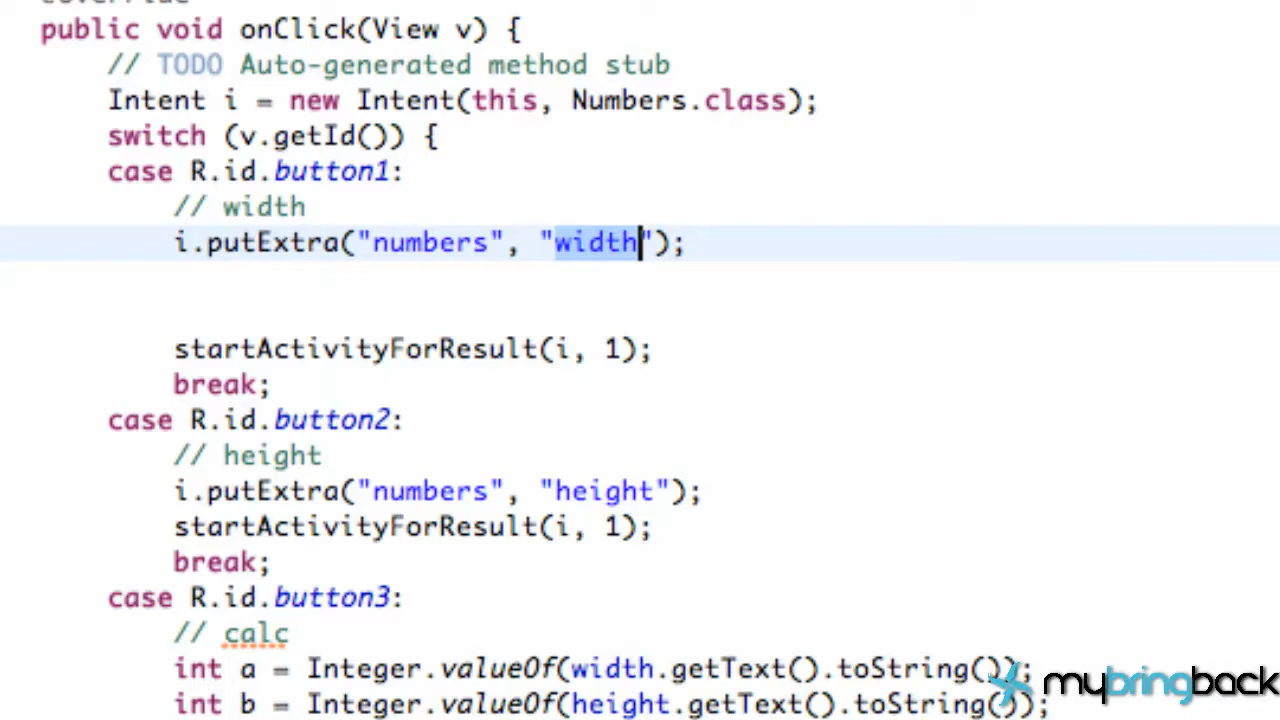 public void onClick(View v) {
// TODO Auto-generated method stub
Intent i = new Intent(this, Numbers.class);
switch (v.getId()) {
case R.id.button1:
// width
i.putExtra("numbers", "width");
startActivityForResult(i, 1);
break;
case R.id.button2:
// height
i.putExtra("numbers", "height");
startActivityForResult(i, 1);
break;
case R.id.button3:
// calc
int a = Integer.valueOf(width.getText().toString());
int b = Integer.valueOf(height.getText().toString());
mybringback